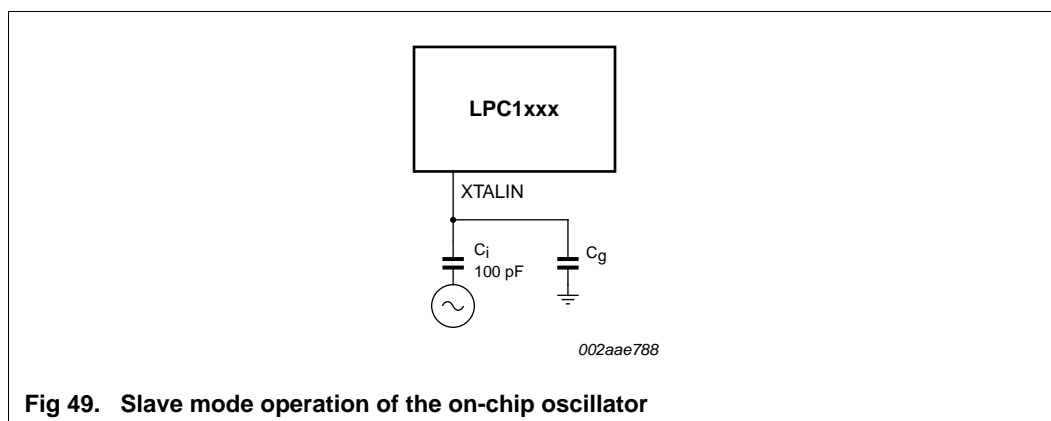 LPC1xxx
XTALIN
Ci
100 pF
Cg
002aae788
Fig 49. Slave mode operation of the on-chip oscillator